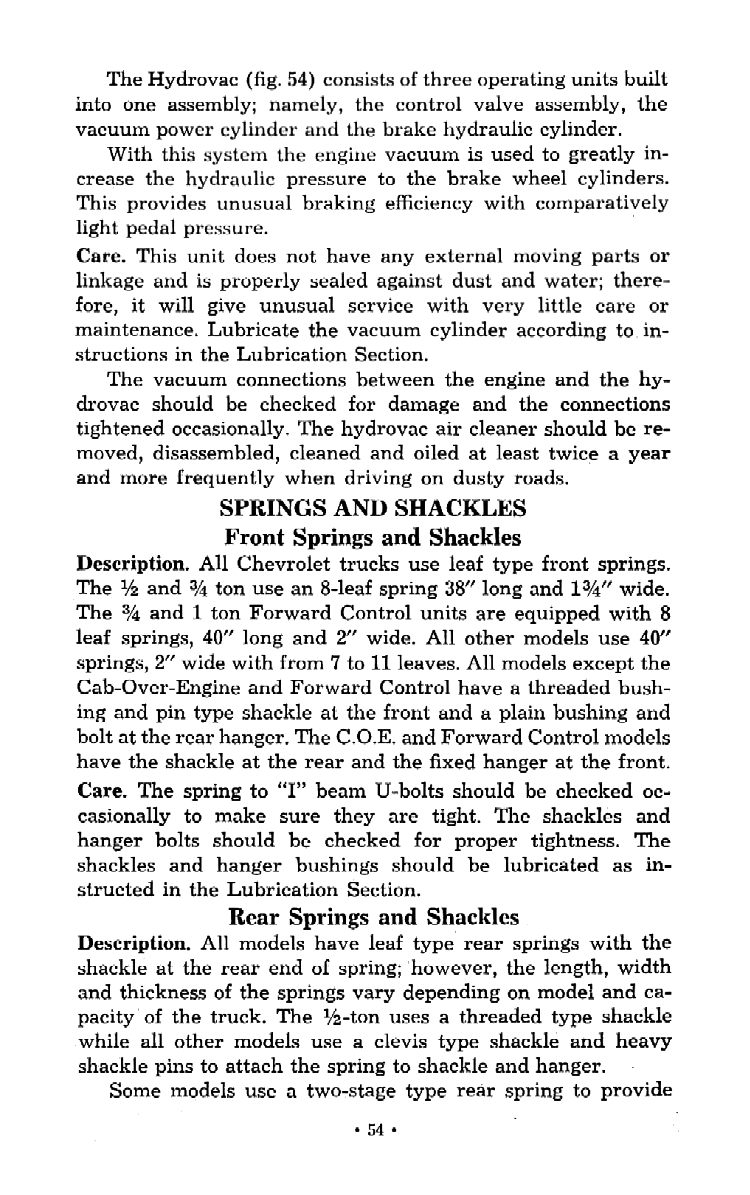 The Hydrovac (fig. 54) consists of three operating units built
into one assembly; namely, the control valve assembly, the
vacuum power cylinder and the brake hydraulic cylinder.
With this system the engine vacuum is used to greatly in-
crease the hydraulic pressure to the brake wheel cylinders.
This provides unusual braking efficiency with comparatively
light pedal pressure.
Care. This unit does not have any external moving parts or
linkage and is properly sealed against dust and water; there-
fore, it will give unusual service with very little care or
maintenance. Lubricate the vacuum cylinder according to in-
structions in the Lubrication Section.
The vacuum connections between the engine and the hy-
drovac should be checked for damage and the connections
tightened occasionally. The hydrovac air cleaner should be re-
moved, disassembled, cleaned and oiled at least twice a year
and more frequently when driving on dusty roads.
SPRINGS AND SHACKLES
Front Springs and Shackles
Description. All Chevrolet trucks use leaf type front springs.
The ½ and ¾ ton use an 8-leaf spring 38″ long and 1¾″ wide.
The ¾ and 1 ton Forward Control units are equipped with 8
leaf springs, 40″ long and 2″ wide. All other models use 40″
springs, 2″ wide with from 7 to 11 leaves. All models except the
Cab-Over-Engine and Forward Control have a threaded bush-
ing and pin type shackle at the front and a plain bushing and
bolt at the rear hanger. The C.O.E. and Forward Control models
have the shackle at the rear and the fixed hanger at the front.
Care. The spring to “I” beam U-bolts should be checked oc-
casionally to make sure they are tight. The shackles and
hanger bolts should be checked for proper tightness. The
shackles and hanger bushings should be lubricated as in-
structed in the Lubrication Section.
Rear Springs and Shackles
Description. All models have leaf type rear springs with the
shackle at the rear end of spring; however, the length, width
and thickness of the springs vary depending on model and ca-
pacity of the truck. The ½-ton uses a threaded type shackle
while all other models use a clevis type shackle and heavy
shackle pins to attach the spring to shackle and hanger.
Some models use a two-stage type rear spring to provide
• 54 •